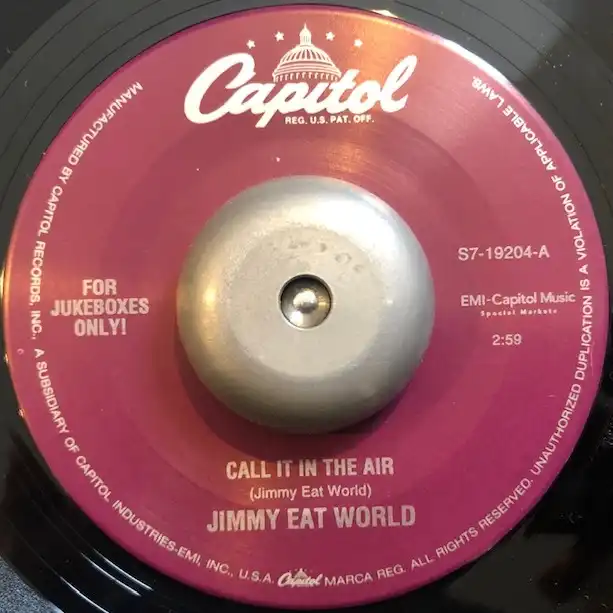 Capitol
REG. U.S. PAT. OFF.
S7-19204-A
FOR
JUKEBOXES
ONLY!
EMI-Capitol Music
Special Markets
2:59
CALL IT IN THE AIR
(Jimmy Eat World)
JIMMY EAT WORLD
MANUFACTURED BY CAPITOL RECORDS, INC., A SUBSIDIARY OF CAPITOL INDUSTRIES-EMI, INC., U.S.A. Capitol MARCA REG. ALL RIGHTS RESERVED. UNAUTHORIZED DUPLICATION IS A VIOLATION OF APPLICABLE LAWS.